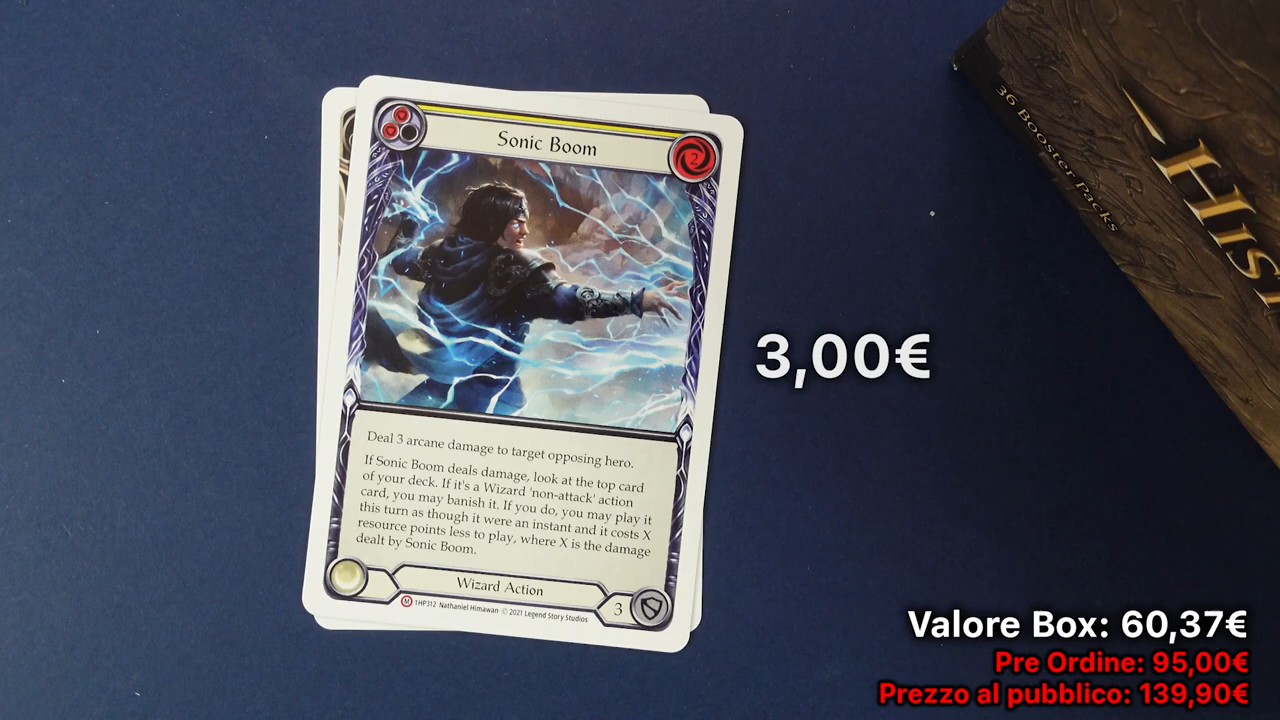 Sonic Boom
2
Deal 3 arcane damage to target opposing hero.
If Sonic Boom deals damage, look at the top card
of your deck. If it's a Wizard 'non-attack' action
card, you may banish it. If you do, you may play it
this turn as though it were an instant and it costs X
resource points less to play, where X is the damage
dealt by Sonic Boom.
Wizard Action
3
M 1HP312 Nathaniel Himawan © 2021 Legend Story Studios
36 Booster Packs
HIS
3,00€
Valore Box: 60,37€
Pre Ordine: 95,00€
Prezzo al pubblico: 139,90€